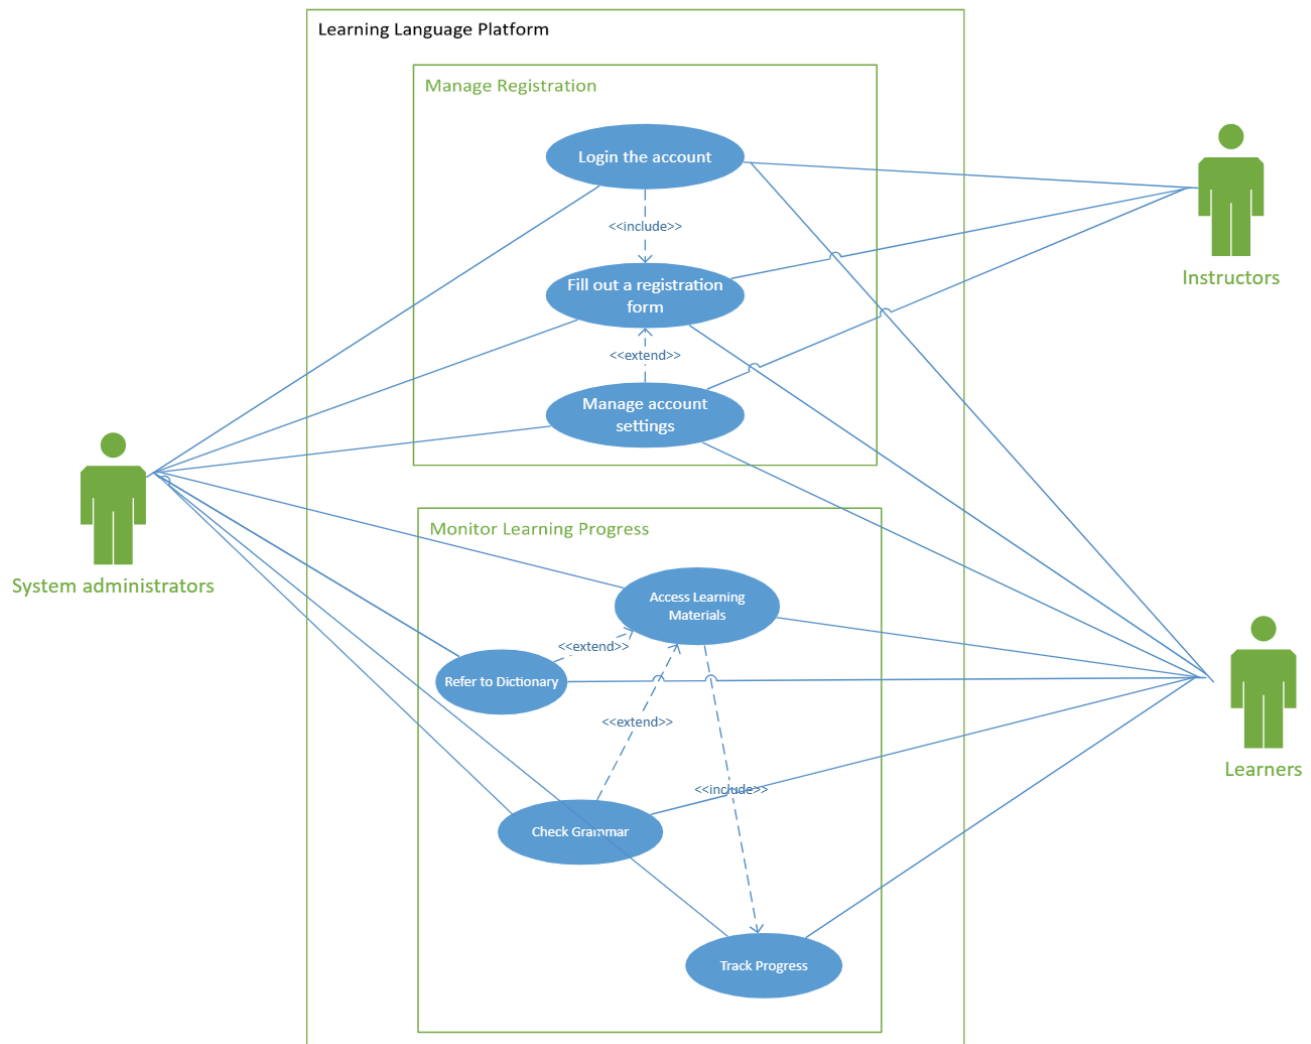 Learning Language Platform
Manage Registration
Login the account
<<include>>
Fill out a registration
form
<<extend>>
Manage account
settings
Instructors
System administrators
Monitor Learning Progress
Access Learning
Materials
<<extend>>
Refer to Dictionary
<<extend>>
<<include>>
Check Grammar
Track Progress
Learners